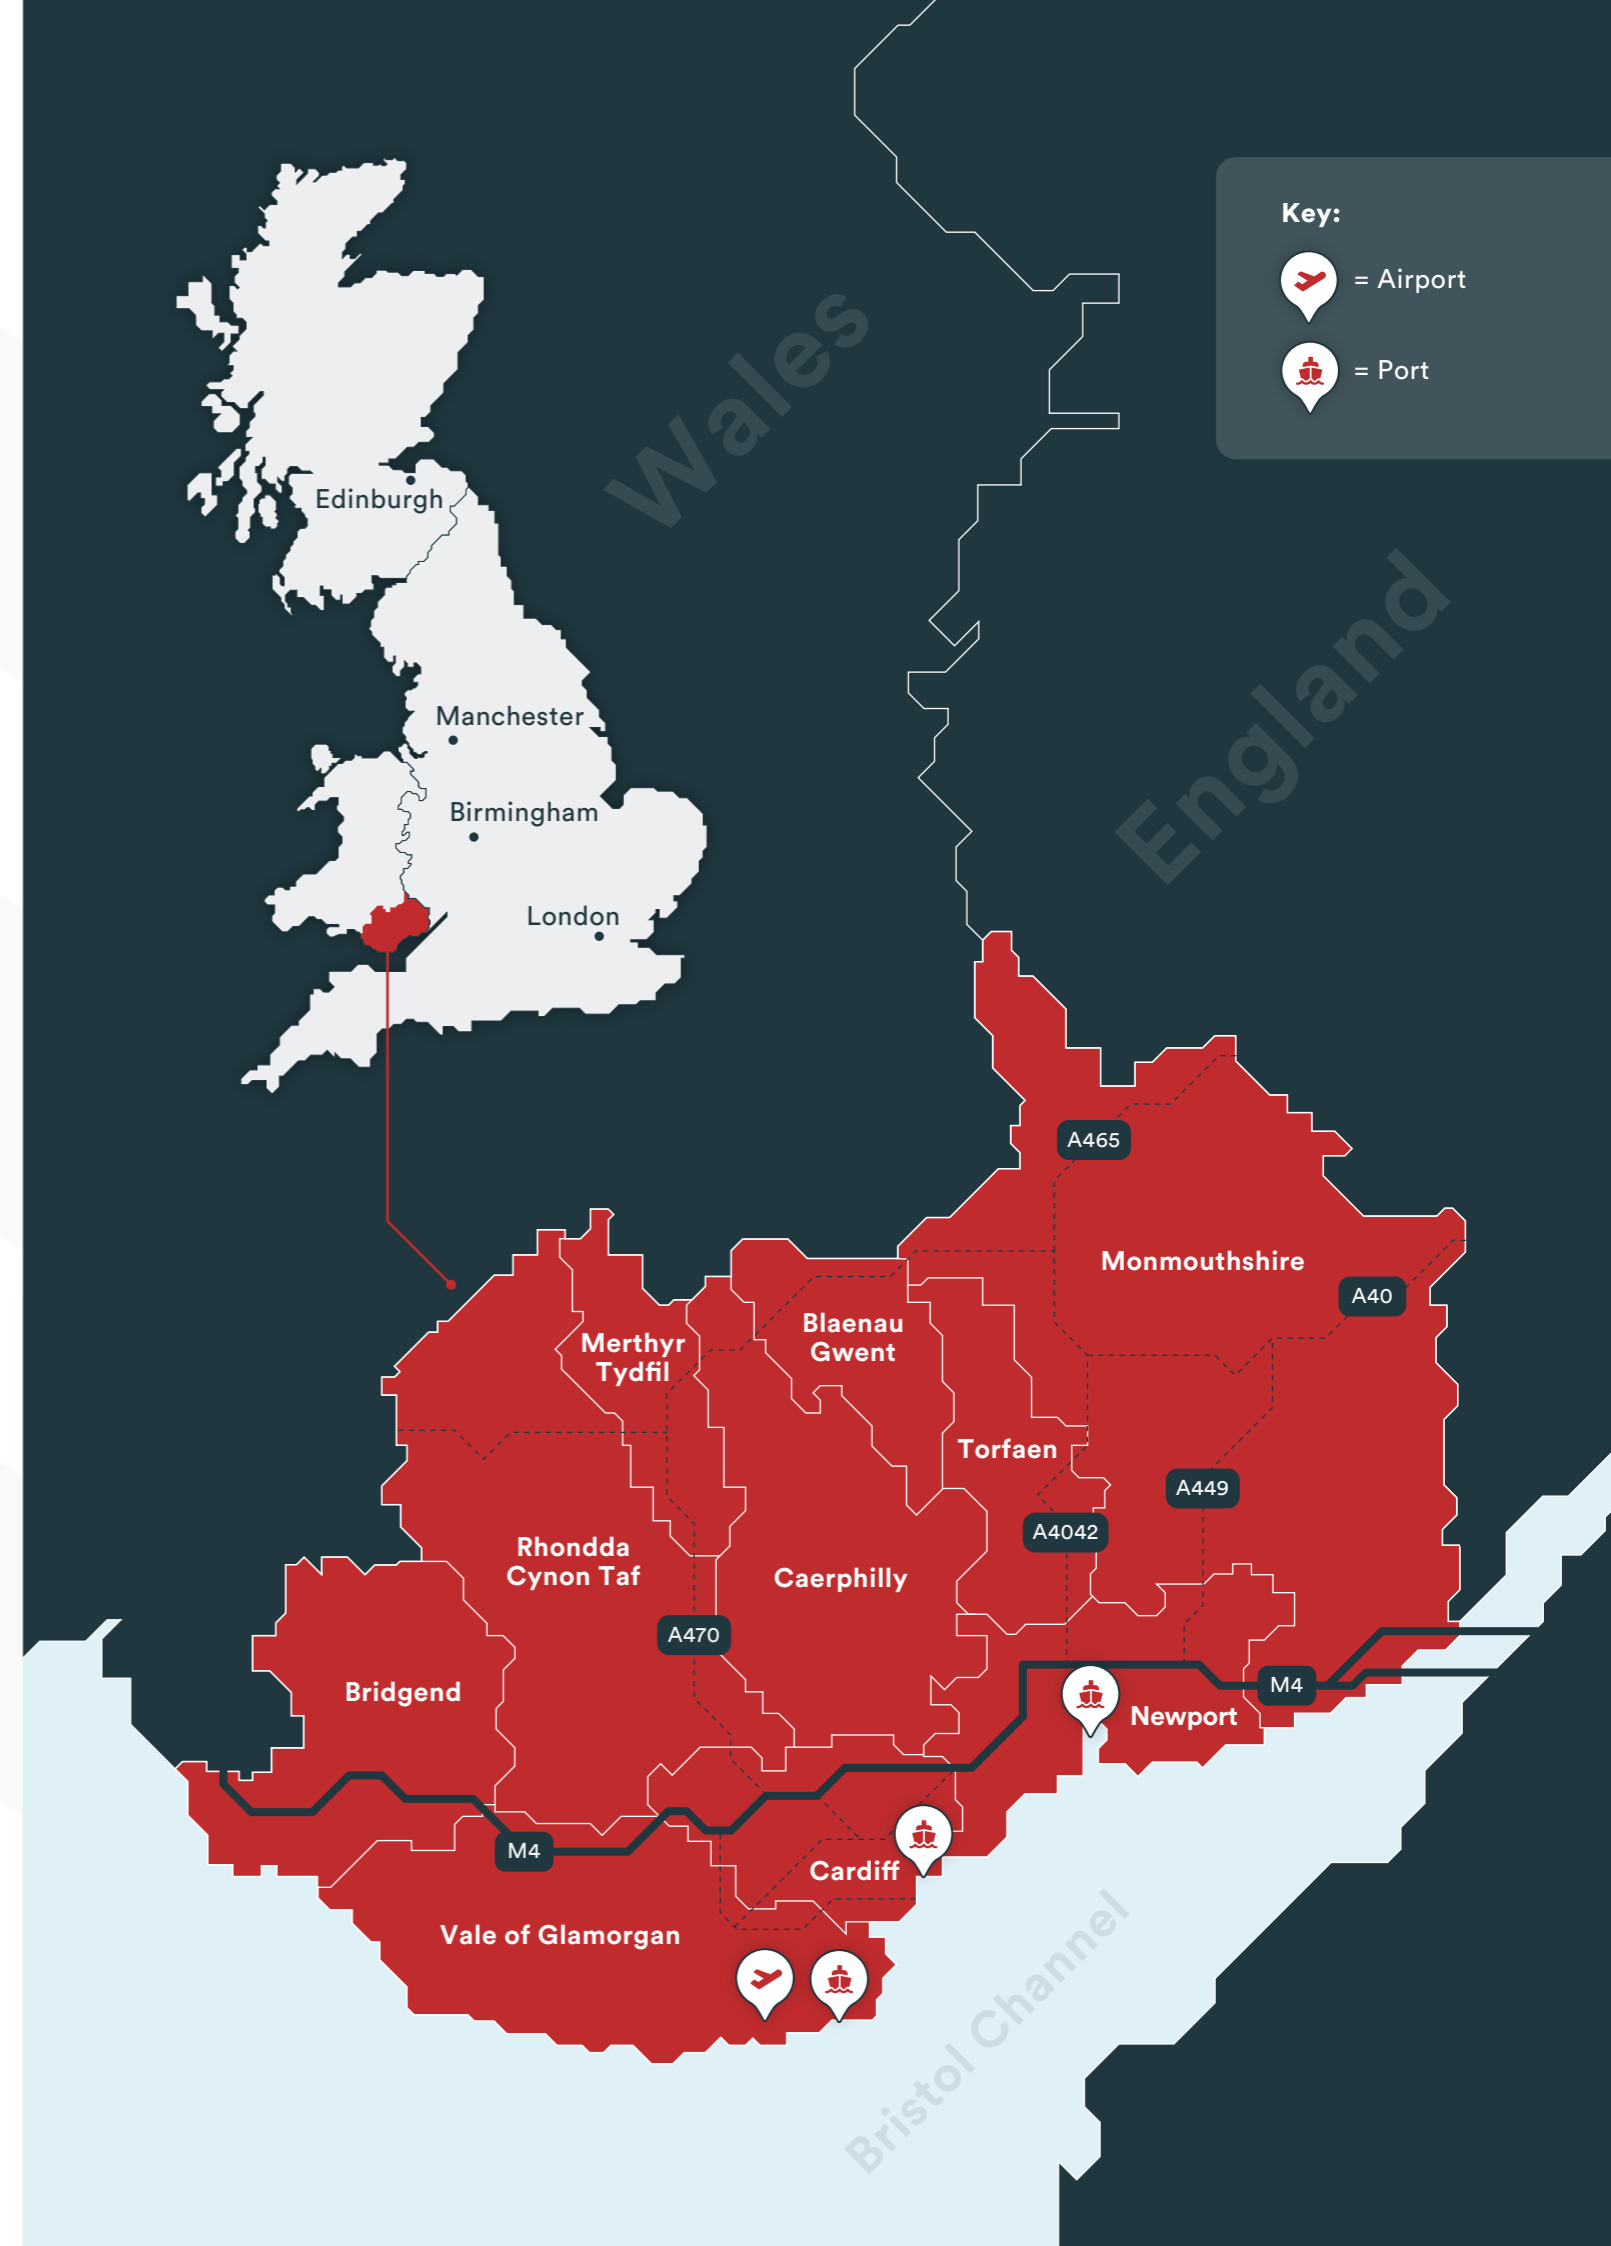 Wales
Key:
= Airport
= Port
Edinburgh
England
Manchester
Birmingham
London
A465
Monmouthshire
A40
Blaenau
Gwent
Merthyr
Tydfil
Torfaen
A449
A4042
Rhondda
Cynon Taf
Caerphilly
A470
Bridgend
M4
Newport
M4
Cardiff
Vale of Glamorgan
Bristol Channel